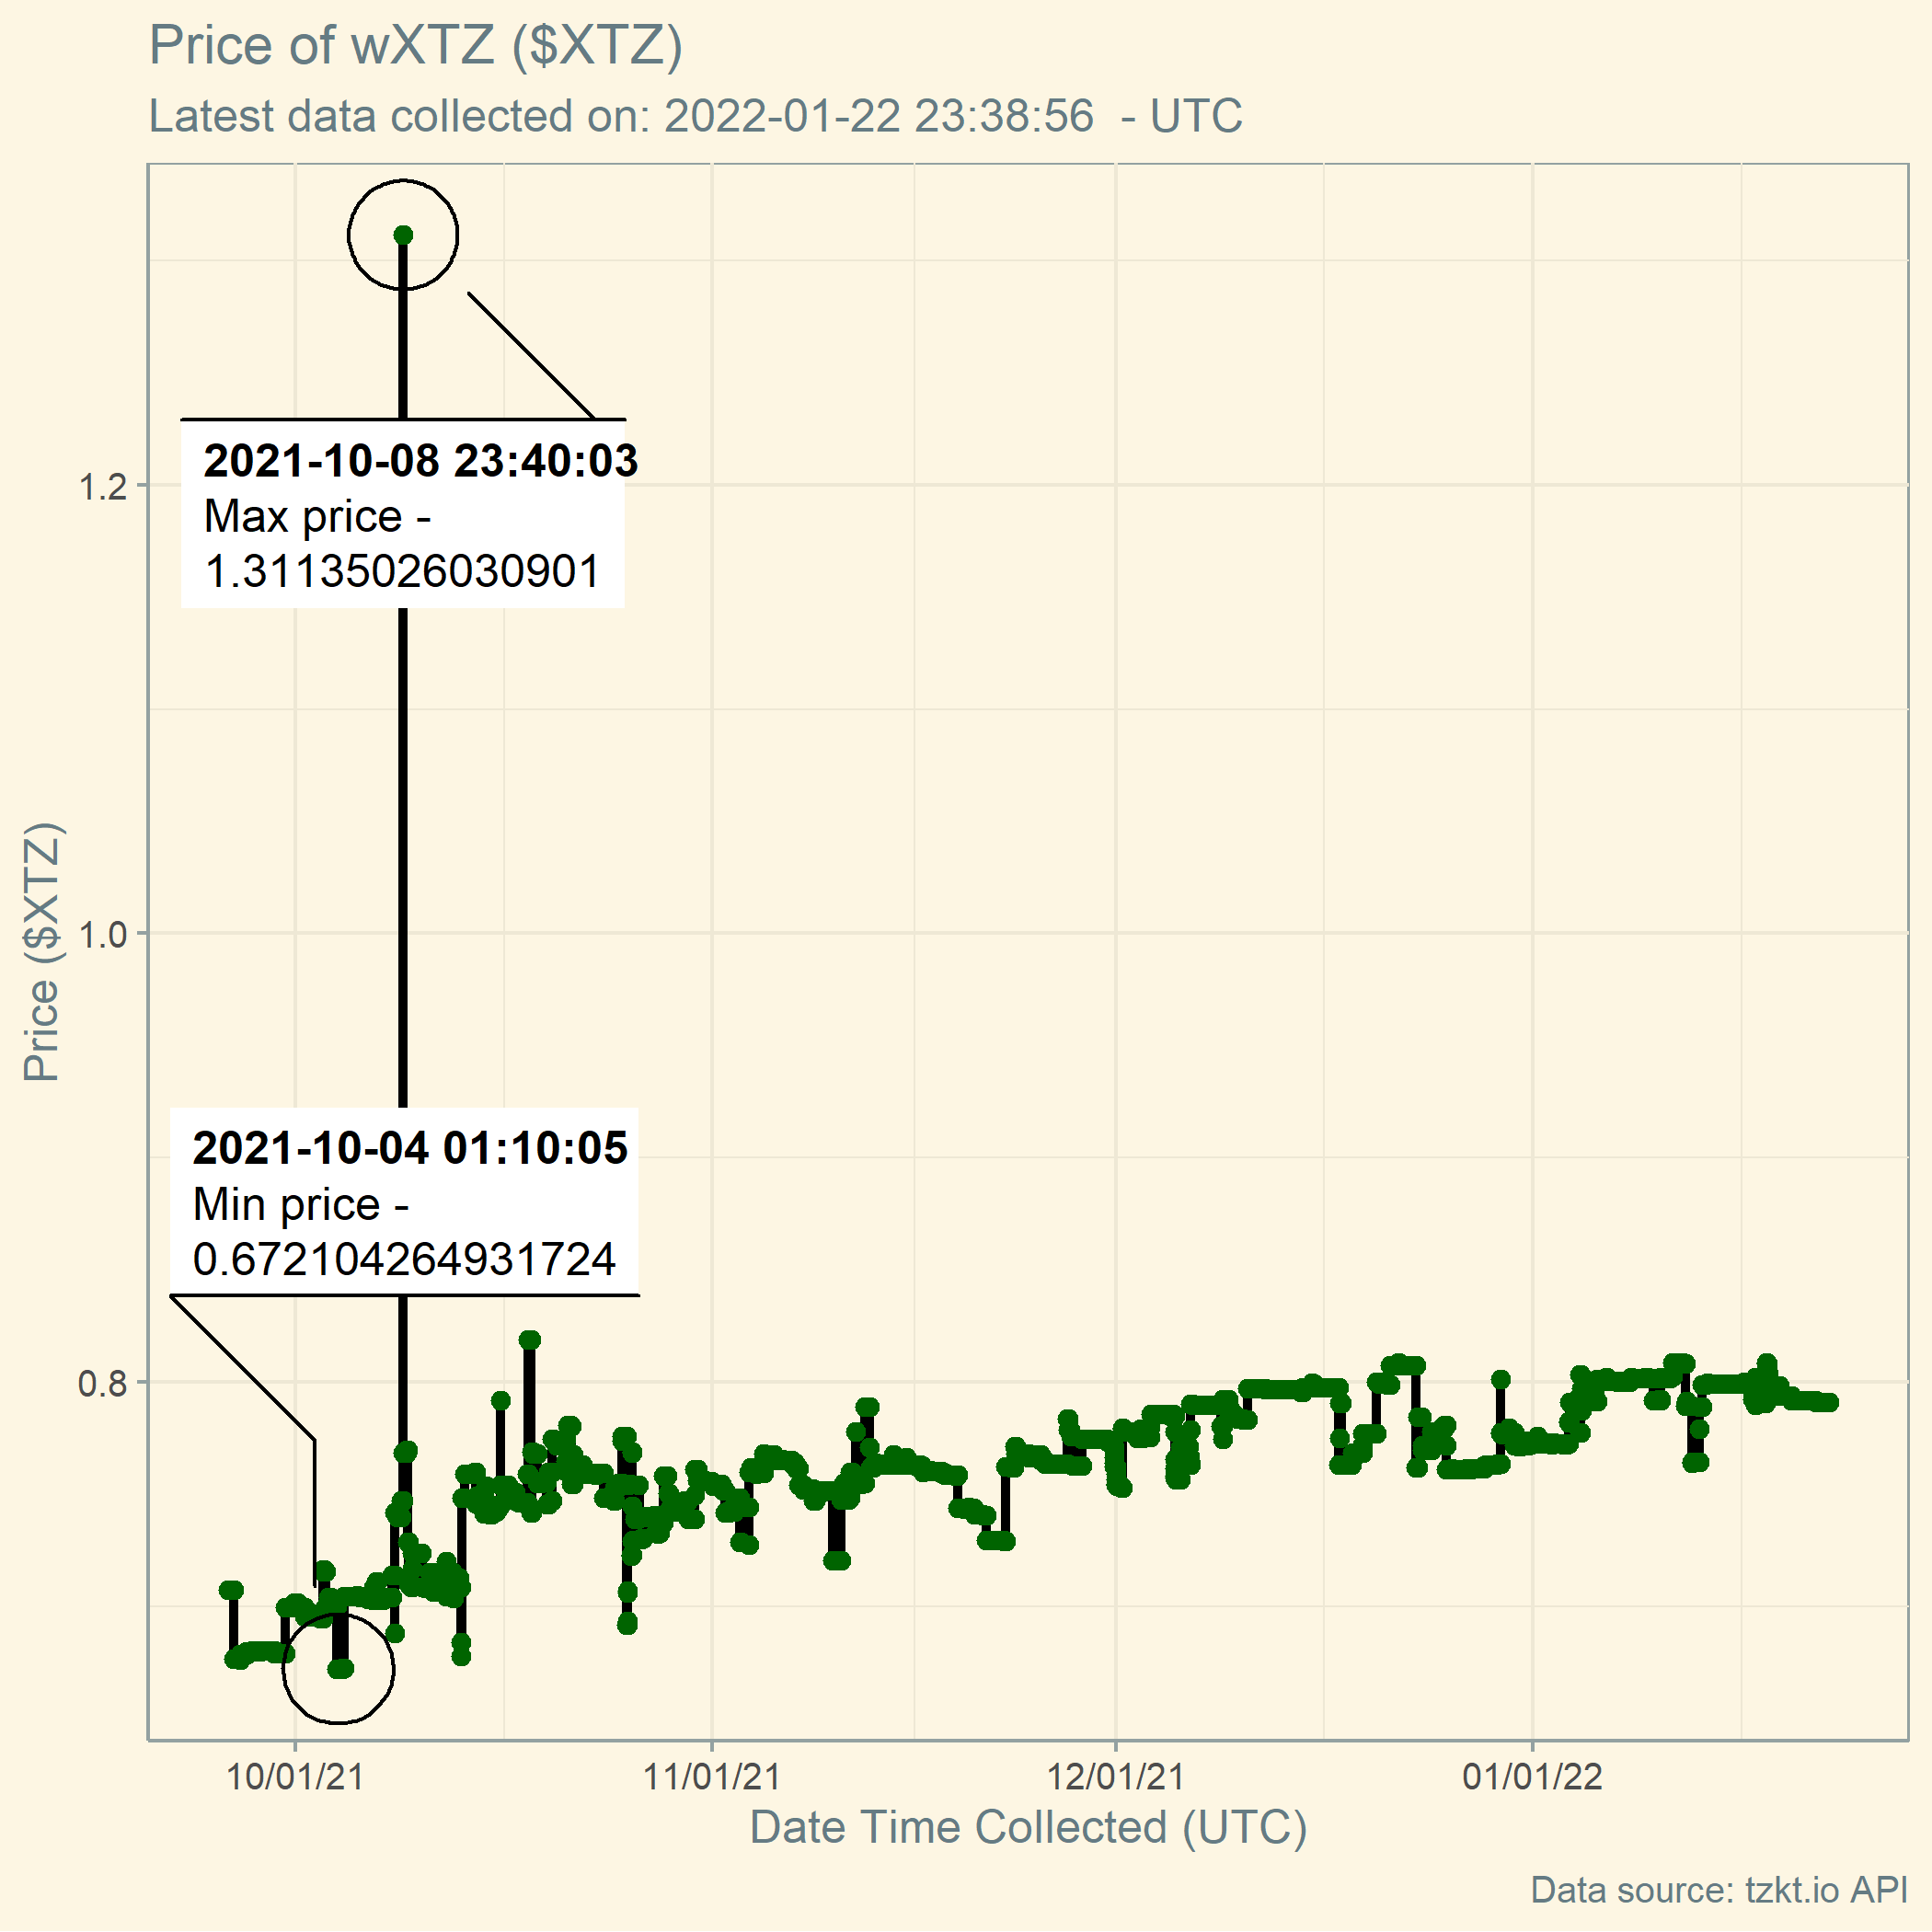 Price of wXTZ ($XTZ)
Latest data collected on: 2022-01-22 23:38:56  - UTC
2021-10-08 23:40:03
Max price -
1.31135026030901
1.2
1.0
Price ($XTZ)
2021-10-04 01:10:05
Min price -
0.672104264931724
0.8
10/01/21
11/01/21
12/01/21
01/01/22
Date Time Collected (UTC)
Data source: tzkt.io API